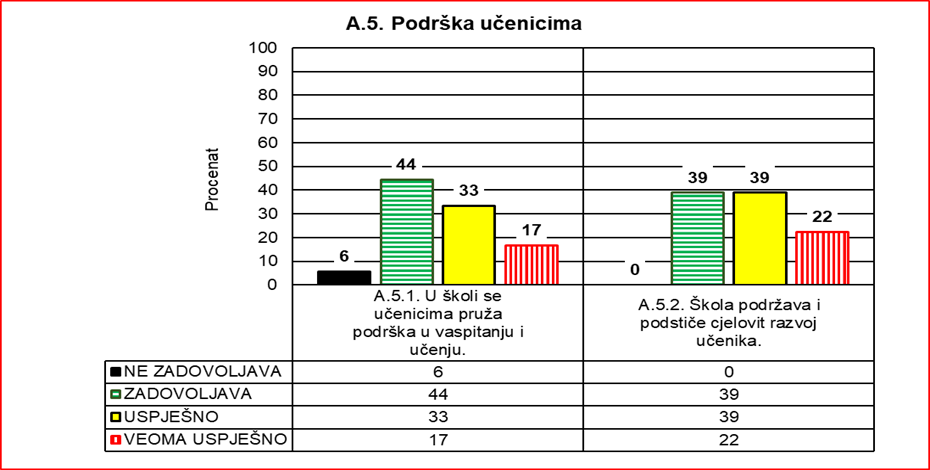 A.5. Podrška učenicima
100
90
80
70
60
50
40
30
20
10
0
Procenat
6
44
33
17
0
39
39
22
A.5.1. U školi se
učenicima pruža
podrška u vaspitanju i
učenju.
A.5.2. Škola podržava i
podstiče cjelovit razvoj
učenika.
NE ZADOVOLJAVA 6 0
ZADOVOLJAVA 44 39
USPJEŠNO 33 39
VEOMA USPJEŠNO 17 22